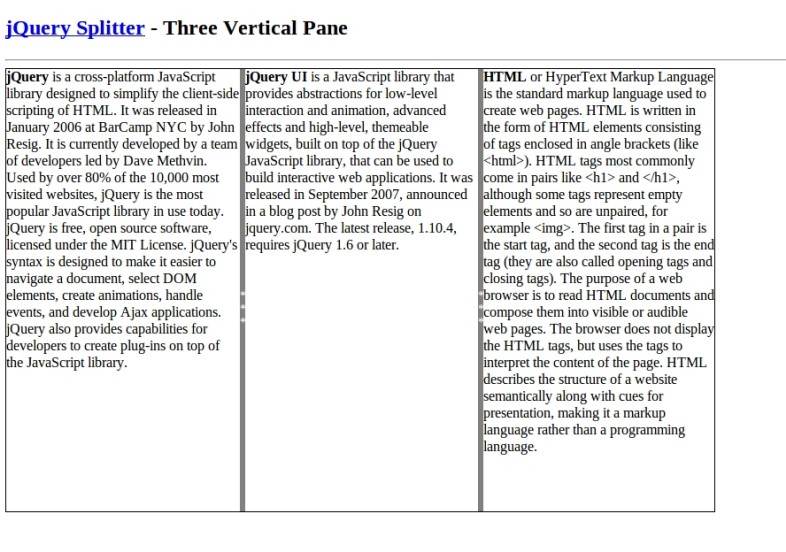 jQuery Splitter - Three Vertical Pane
jQuery is a cross-platform JavaScript
library designed to simplify the client-side
scripting of HTML. It was released in
January 2006 at BarCamp NYC by John
Resig. It is currently developed by a team
of developers led by Dave Methvin.
Used by over 80% of the 10,000 most
visited websites, jQuery is the most
popular JavaScript library in use today.
jQuery is free, open source software,
licensed under the MIT License. jQuery's
syntax is designed to make it easier to
navigate a document, select DOM
elements, create animations, handle
events, and develop Ajax applications.
jQuery also provides capabilities for
developers to create plug-ins on top of
the JavaScript library.
jQuery UI is a JavaScript library that
provides abstractions for low-level
interaction and animation, advanced
effects and high-level, themeable
widgets, built on top of the jQuery
JavaScript library, that can be used to
build interactive web applications. It was
released in September 2007, announced
in a blog post by John Resig on
jquery.com. The latest release, 1.10.4,
requires jQuery 1.6 or later.
HTML or HyperText Markup Language
is the standard markup language used to
create web pages. HTML is written in
the form of HTML elements consisting
of tags enclosed in angle brackets (like
<html>). HTML tags most commonly
come in pairs like <h1> and </h1>,
although some tags represent empty
elements and so are unpaired, for
example <img>. The first tag in a pair is
the start tag, and the second tag is the end
tag (they are also called opening tags and
closing tags). The purpose of a web
browser is to read HTML documents and
compose them into visible or audible
web pages. The browser does not display
the HTML tags, but uses the tags to
interpret the content of the page. HTML
describes the structure of a website
semantically along with cues for
presentation, making it a markup
language rather than a programming
language.